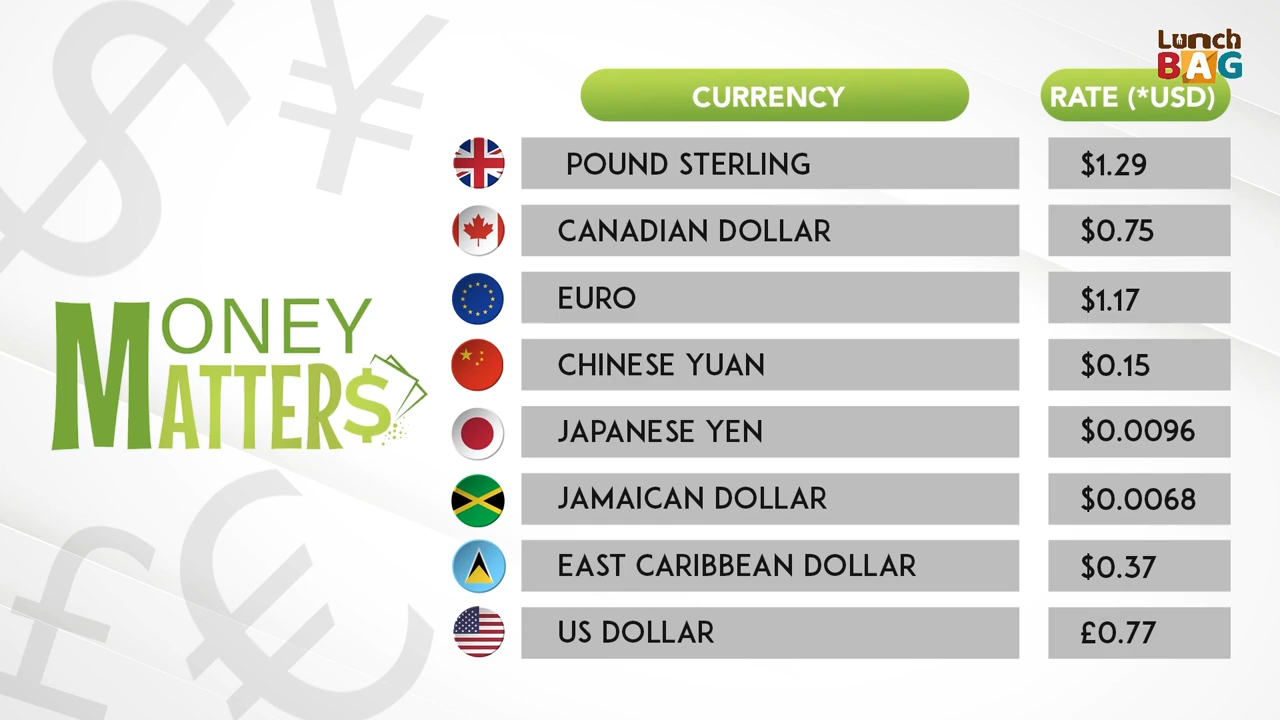 Lunch
BAG
CURRENCY RATE (*USD)
POUND STERLING $1.29
CANADIAN DOLLAR $0.75
EURO $1.17
CHINESE YUAN $0.15
JAPANESE YEN $0.0096
JAMAICAN DOLLAR $0.0068
EAST CARIBBEAN DOLLAR $0.37
US DOLLAR £0.77
MONEY
MATTER$
$
¥
£
€